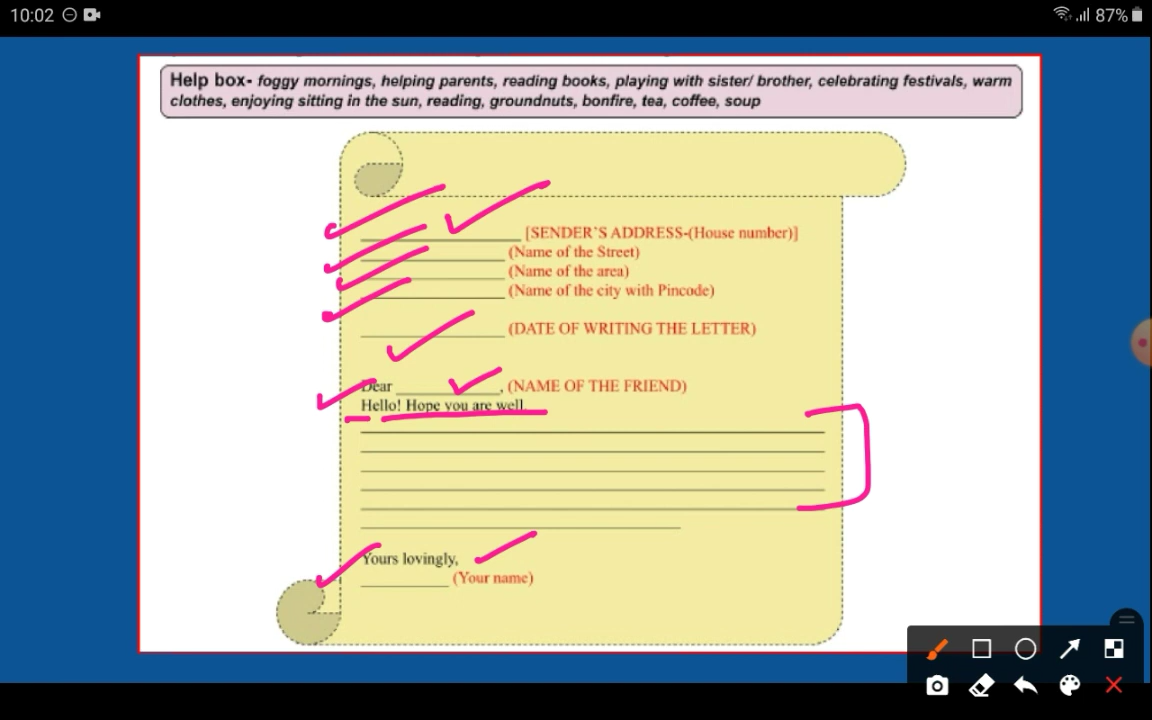 10:02 87%
Help box- foggy mornings, helping parents, reading books, playing with sister/ brother, celebrating festivals, warm
clothes, enjoying sitting in the sun, reading, groundnuts, bonfire, tea, coffee, soup
[SENDER'S ADDRESS-(House number)]
(Name of the Street)
(Name of the area)
(Name of the city with Pincode)
(DATE OF WRITING THE LETTER)
Dear ____________, (NAME OF THE FRIEND)
Hello! Hope you are well.
Yours lovingly,
(Your name)